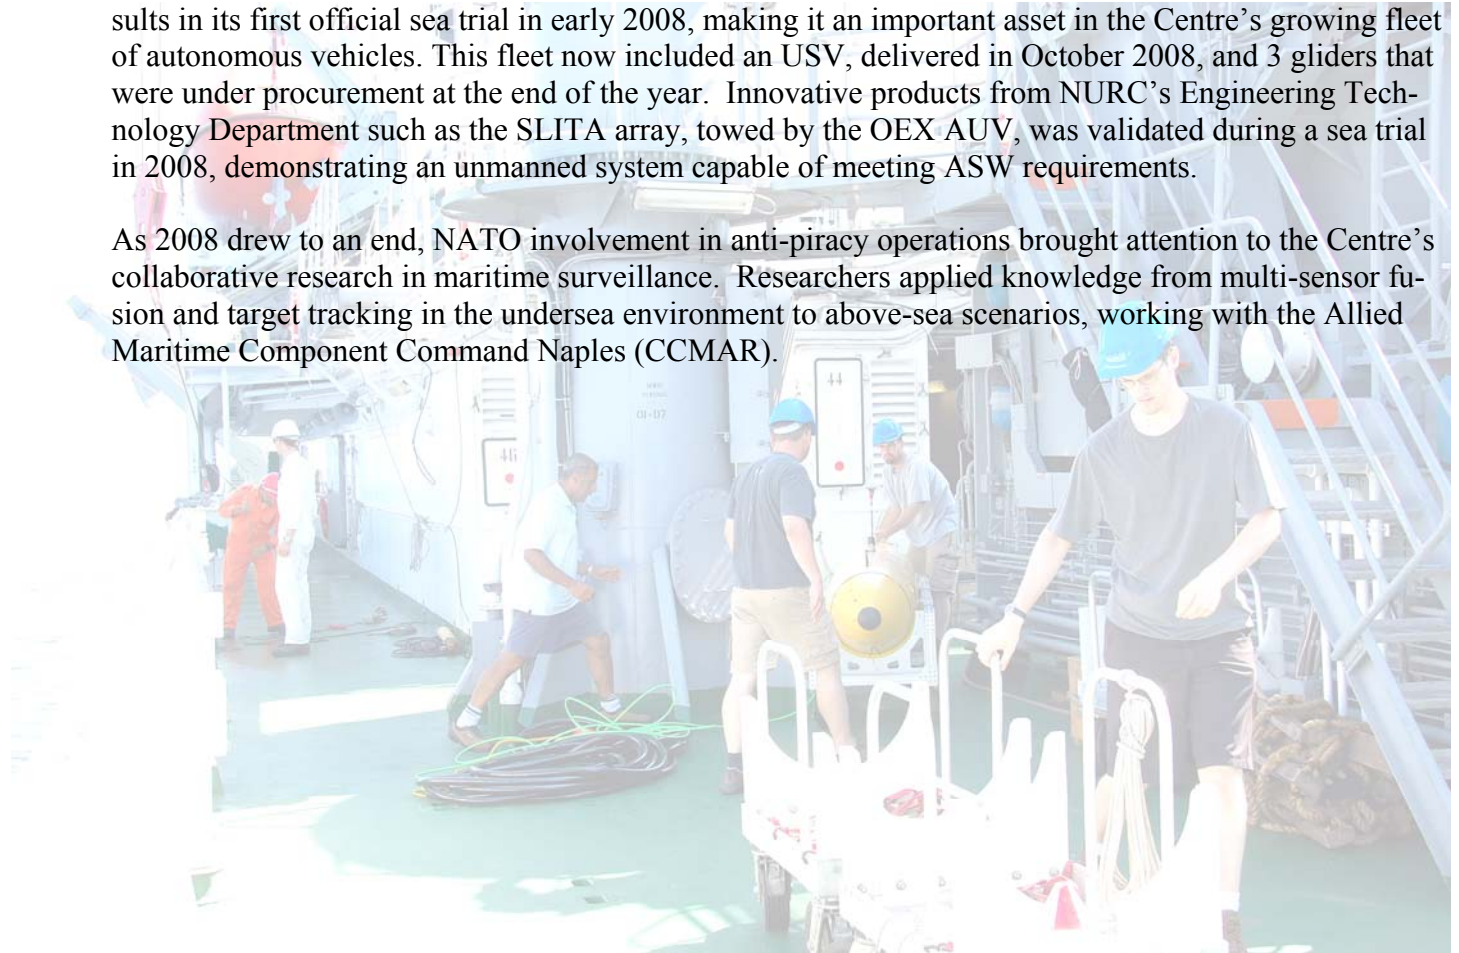 sults in its first official sea trial in early 2008, making it an important asset in the Centre’s growing fleet
of autonomous vehicles. This fleet now included an USV, delivered in October 2008, and 3 gliders that
were under procurement at the end of the year.  Innovative products from NURC’s Engineering Tech-
nology Department such as the SLITA array, towed by the OEX AUV, was validated during a sea trial
in 2008, demonstrating an unmanned system capable of meeting ASW requirements.
As 2008 drew to an end, NATO involvement in anti-piracy operations brought attention to the Centre’s
collaborative research in maritime surveillance.  Researchers applied knowledge from multi-sensor fu-
sion and target tracking in the undersea environment to above-sea scenarios, working with the Allied
Maritime Component Command Naples (CCMAR).
44
01-07
46